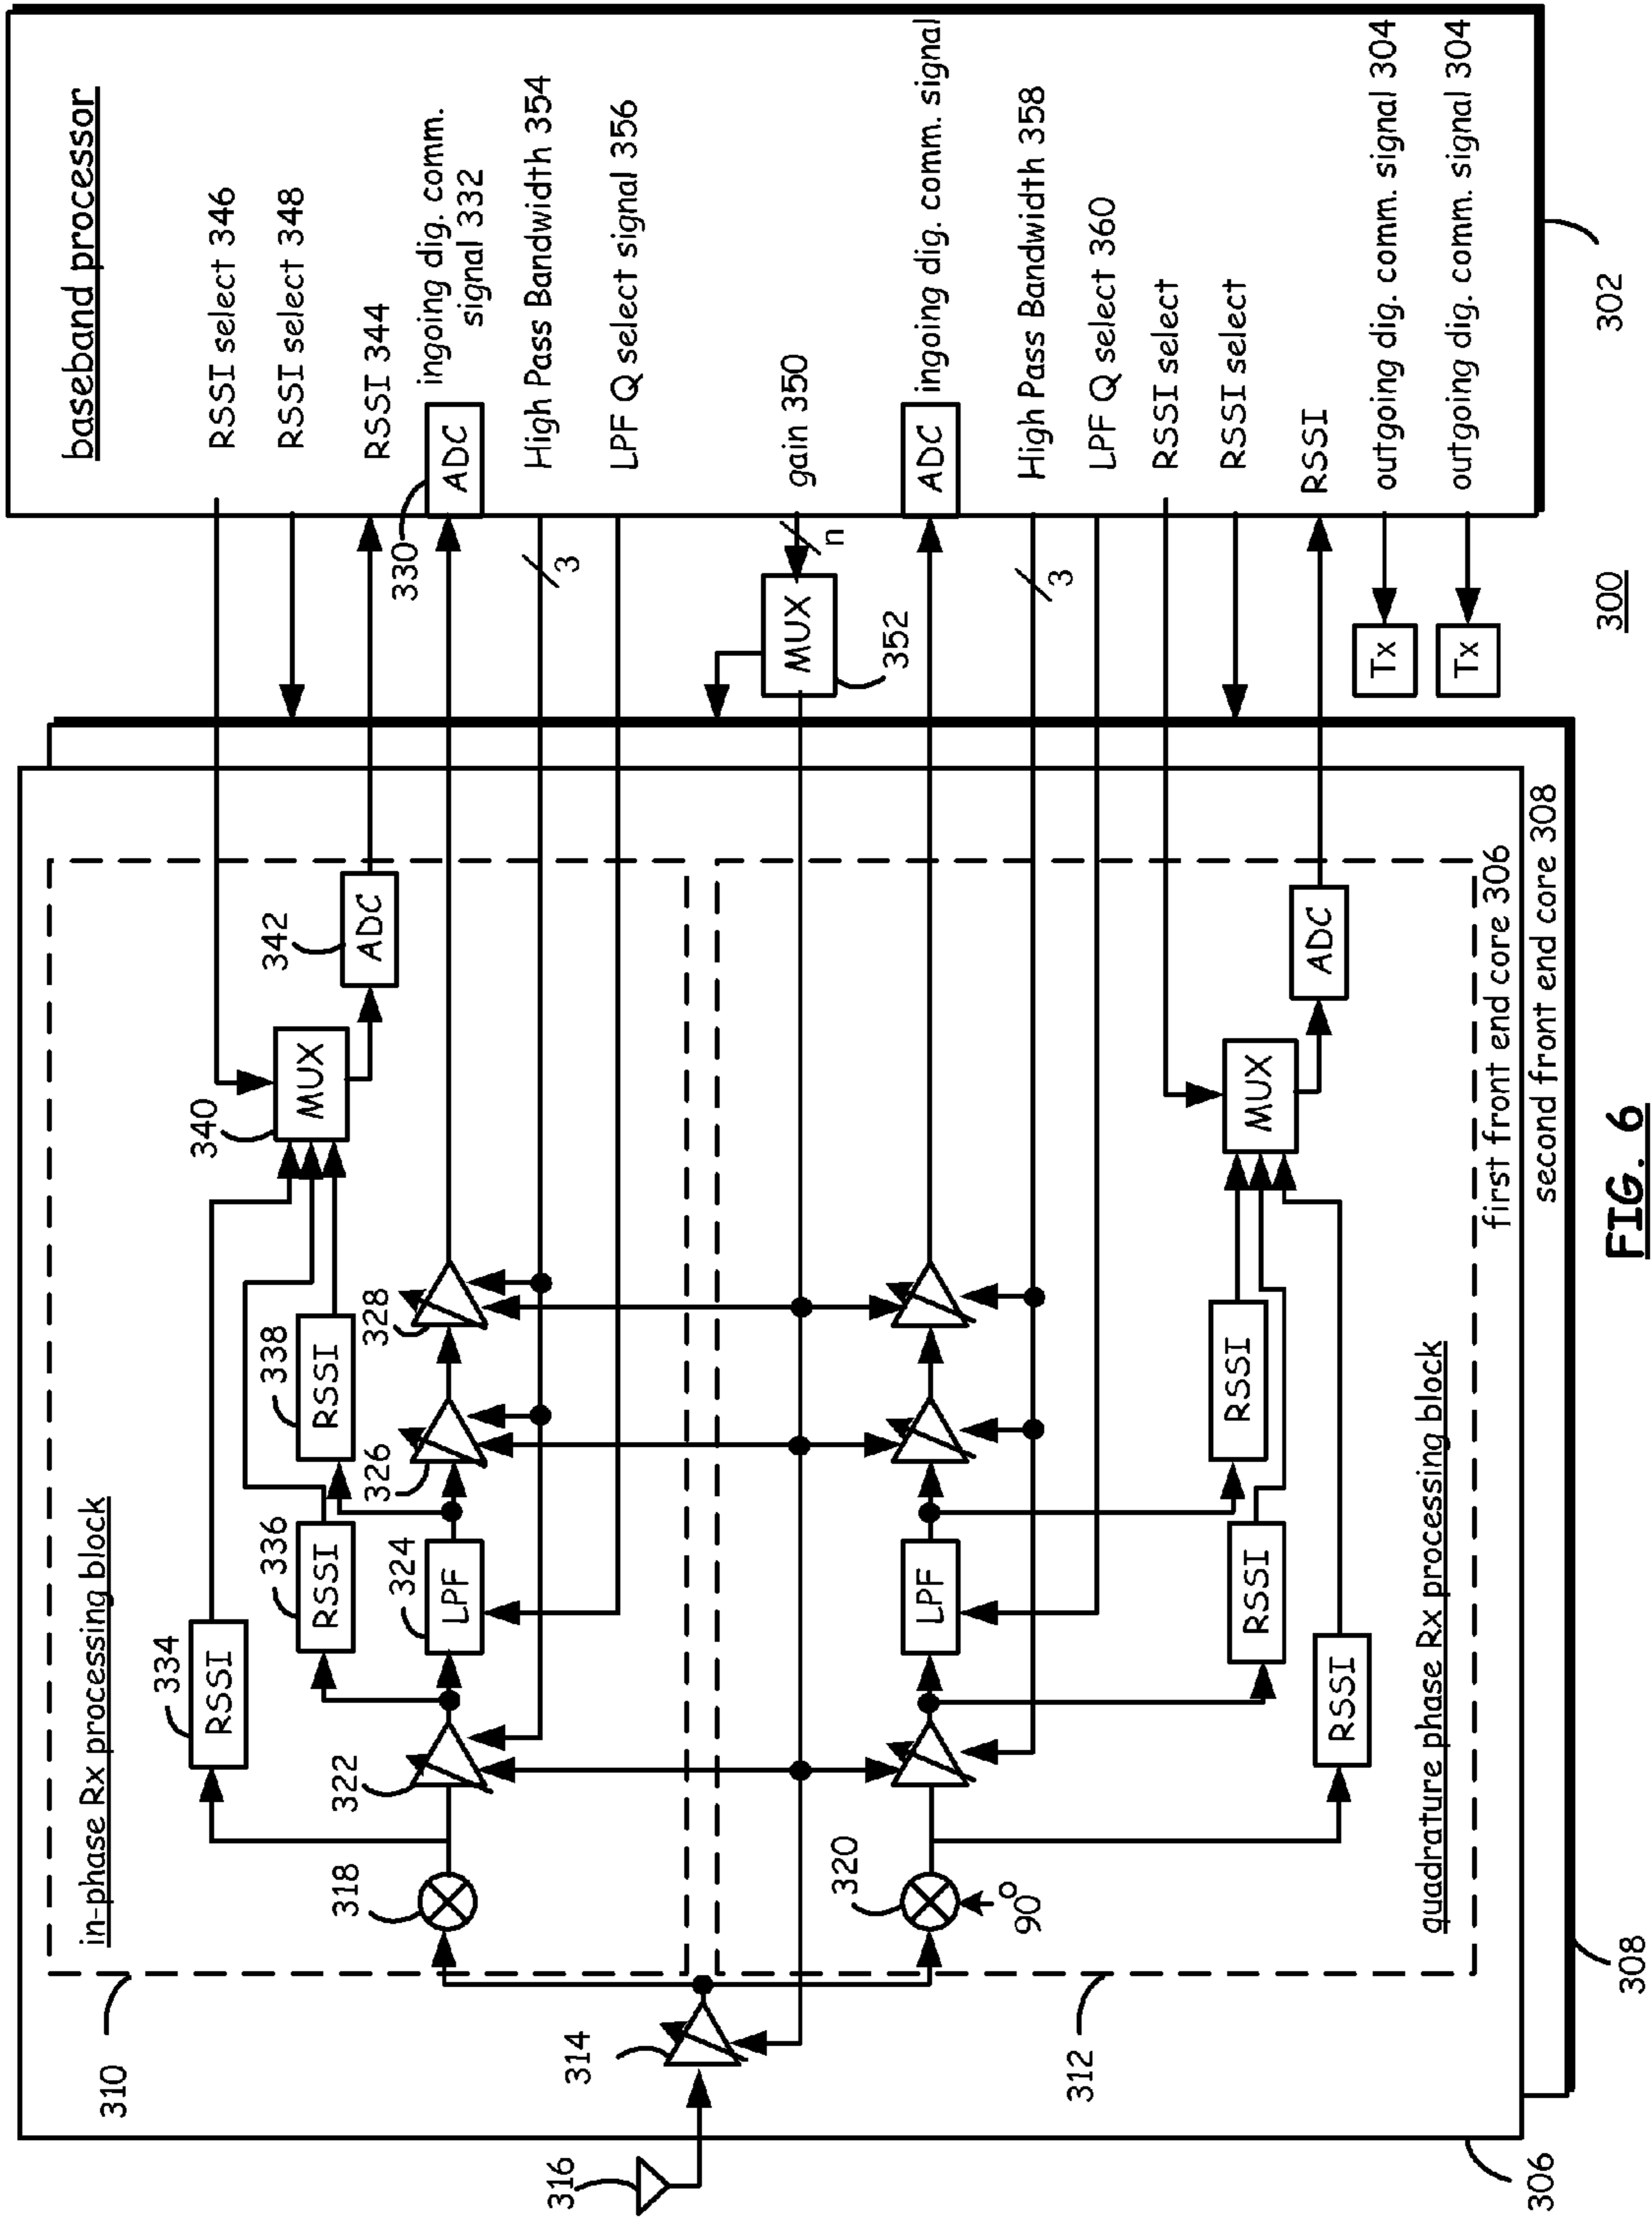 baseband processor
RSSI select 346
RSSI select 348
RSSI 344
ingoing dig. comm.
signal 332
330
ADC
High Pass Bandwidth 354
3
LPF Q select signal 356
gain 350
n
MUX
352
ADC
ingoing dig. comm. signal
High Pass Bandwidth 358
3
LPF Q select 360
RSSI select
RSSI select
RSSI
outgoing dig. comm. signal 304
Tx
outgoing dig. comm. signal 304
Tx
302
300
in-phase Rx processing block
310
334
RSSI
336
RSSI
338
RSSI
340
MUX
342
ADC
318
322
324
LPF
326
328
316
314
312
320
90°
LPF
RSSI
RSSI
RSSI
MUX
ADC
quadrature phase Rx processing block
first front end core 306
second front end core 308
306
308
FIG. 6